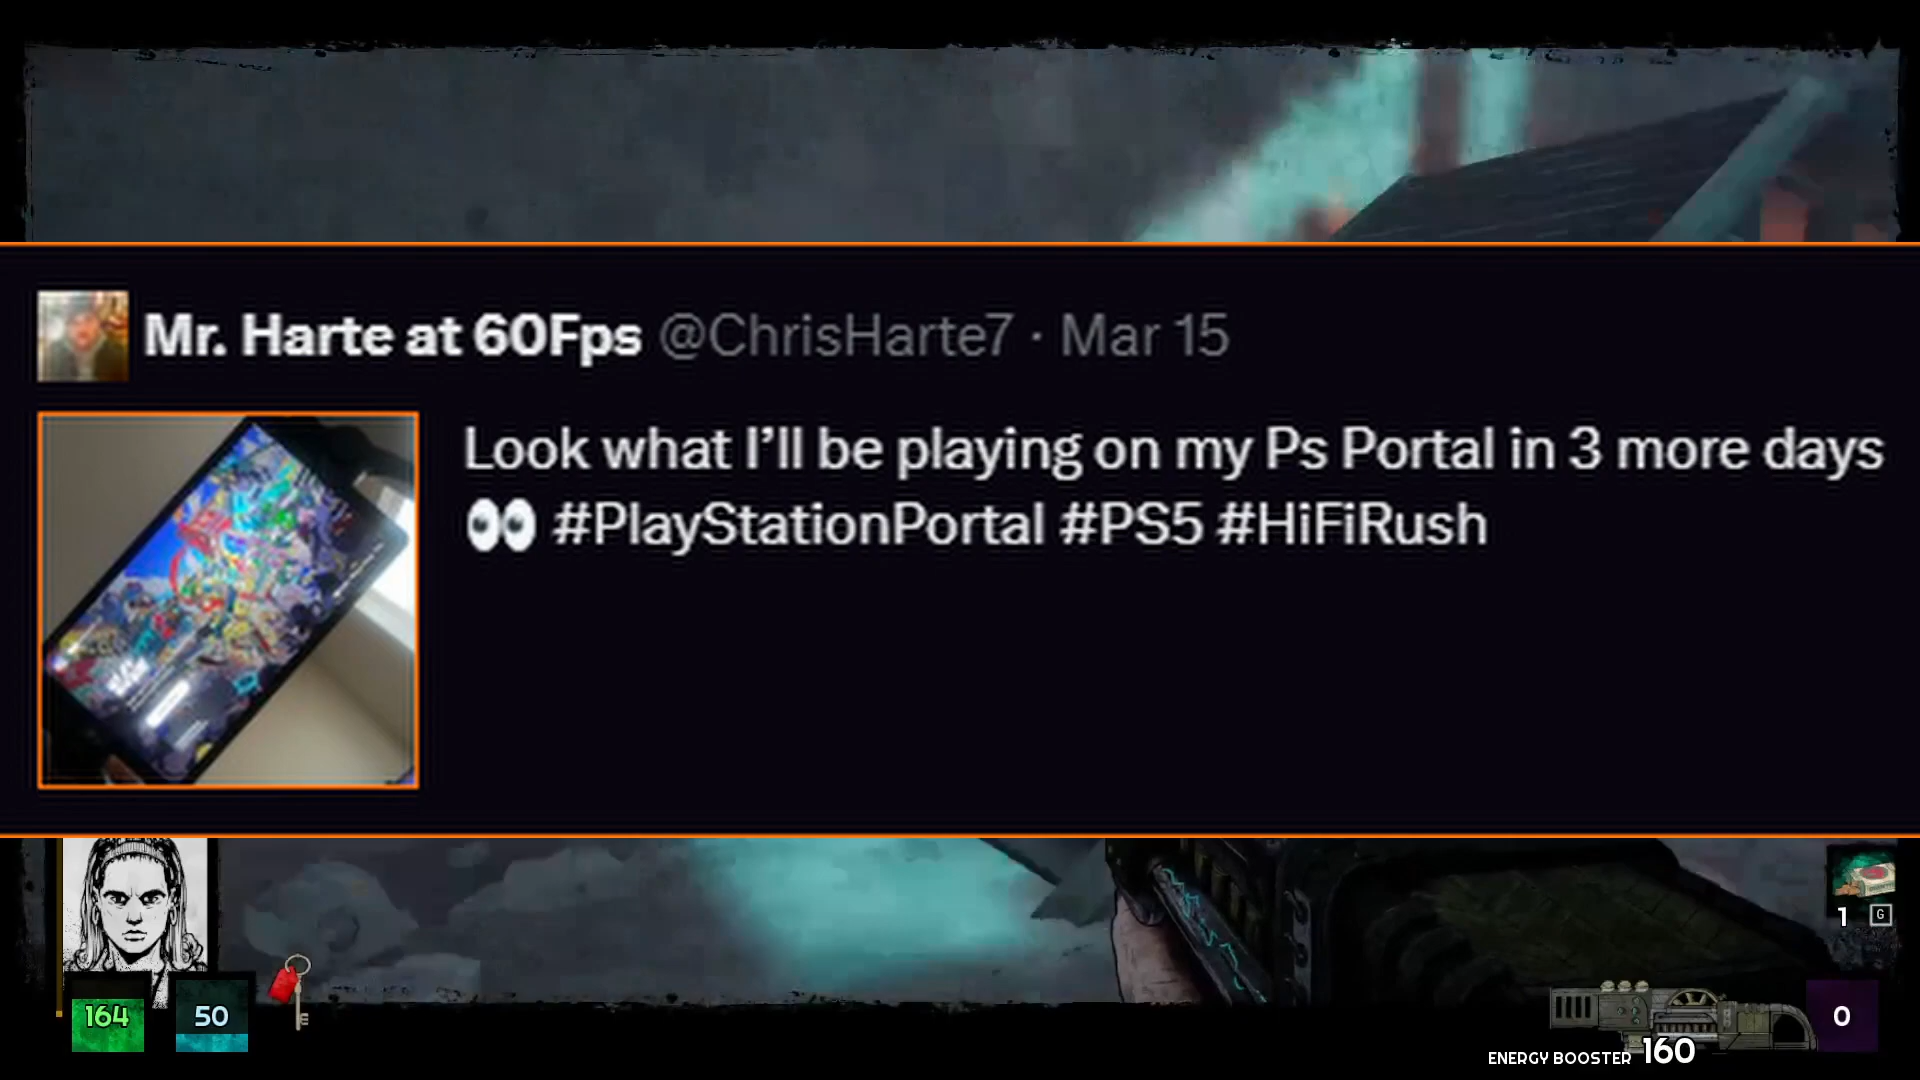 Mr. Harte at 60Fps @ChrisHarte7 · Mar 15
Look what I’ll be playing on my Ps Portal in 3 more days
👀 #PlayStationPortal #PS5 #HiFiRush
1 G
164
50
0
ENERGY BOOSTER 160